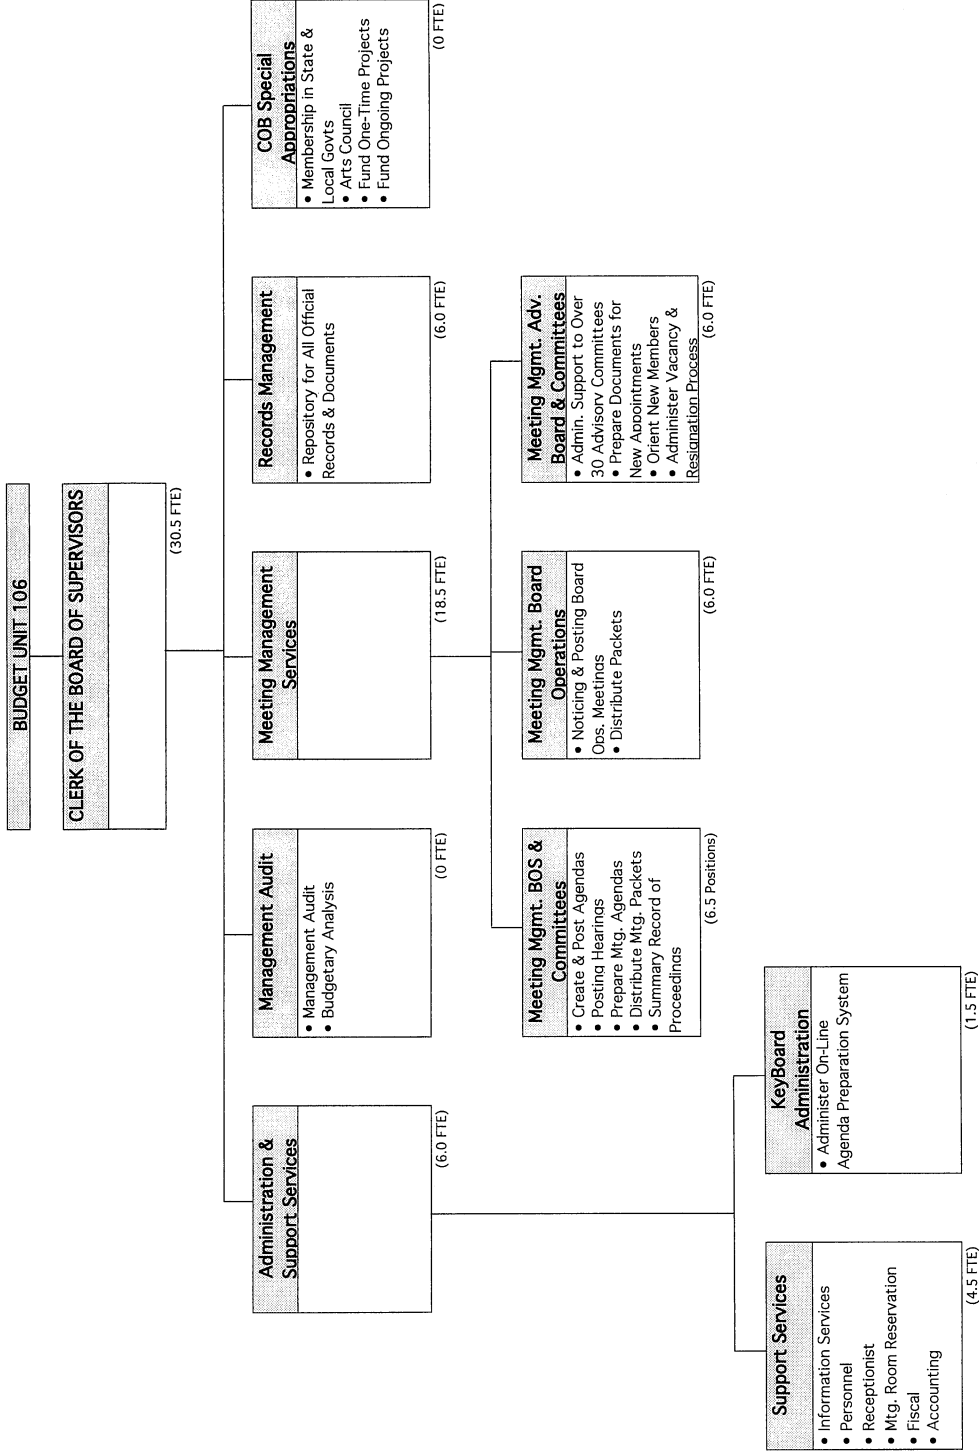 BUDGET UNIT 106
CLERK OF THE BOARD OF SUPERVISORS
(30.5 FTE)
Administration &
Support Services
(6.0 FTE)
Management Audit
• Management Audit
• Budgetary Analysis
(0 FTE)
Meeting Management
Services
(18.5 FTE)
Records Management
• Repository for All Official
Records & Documents
(6.0 FTE)
COB Special
Appropriations
• Membership in State &
Local Govts
• Arts Council
• Fund One-Time Projects
• Fund Ongoing Projects
(0 FTE)
Meeting Mgmt. BOS &
Committees
• Create & Post Agendas
• Posting Hearings
• Prepare Mtg. Agendas
• Distribute Mtg. Packets
• Summary Record of
Proceedings
(6.5 Positions)
Meeting Mgmt. Board
Operations
• Noticing & Posting Board
Ops. Meetings
• Distribute Packets
(6.0 FTE)
Meeting Mgmt. Adv.
Board & Committees
• Admin. Support to Over
30 Advisory Committees
• Prepare Documents for
New Appointments
• Orient New Members
• Administer Vacancy &
Resignation Process
(6.0 FTE)
Support Services
• Information Services
• Personnel
• Receptionist
• Mtg. Room Reservation
• Fiscal
• Accounting
(4.5 FTE)
KeyBoard
Administration
• Administer On-Line
Agenda Preparation System
(1.5 FTE)